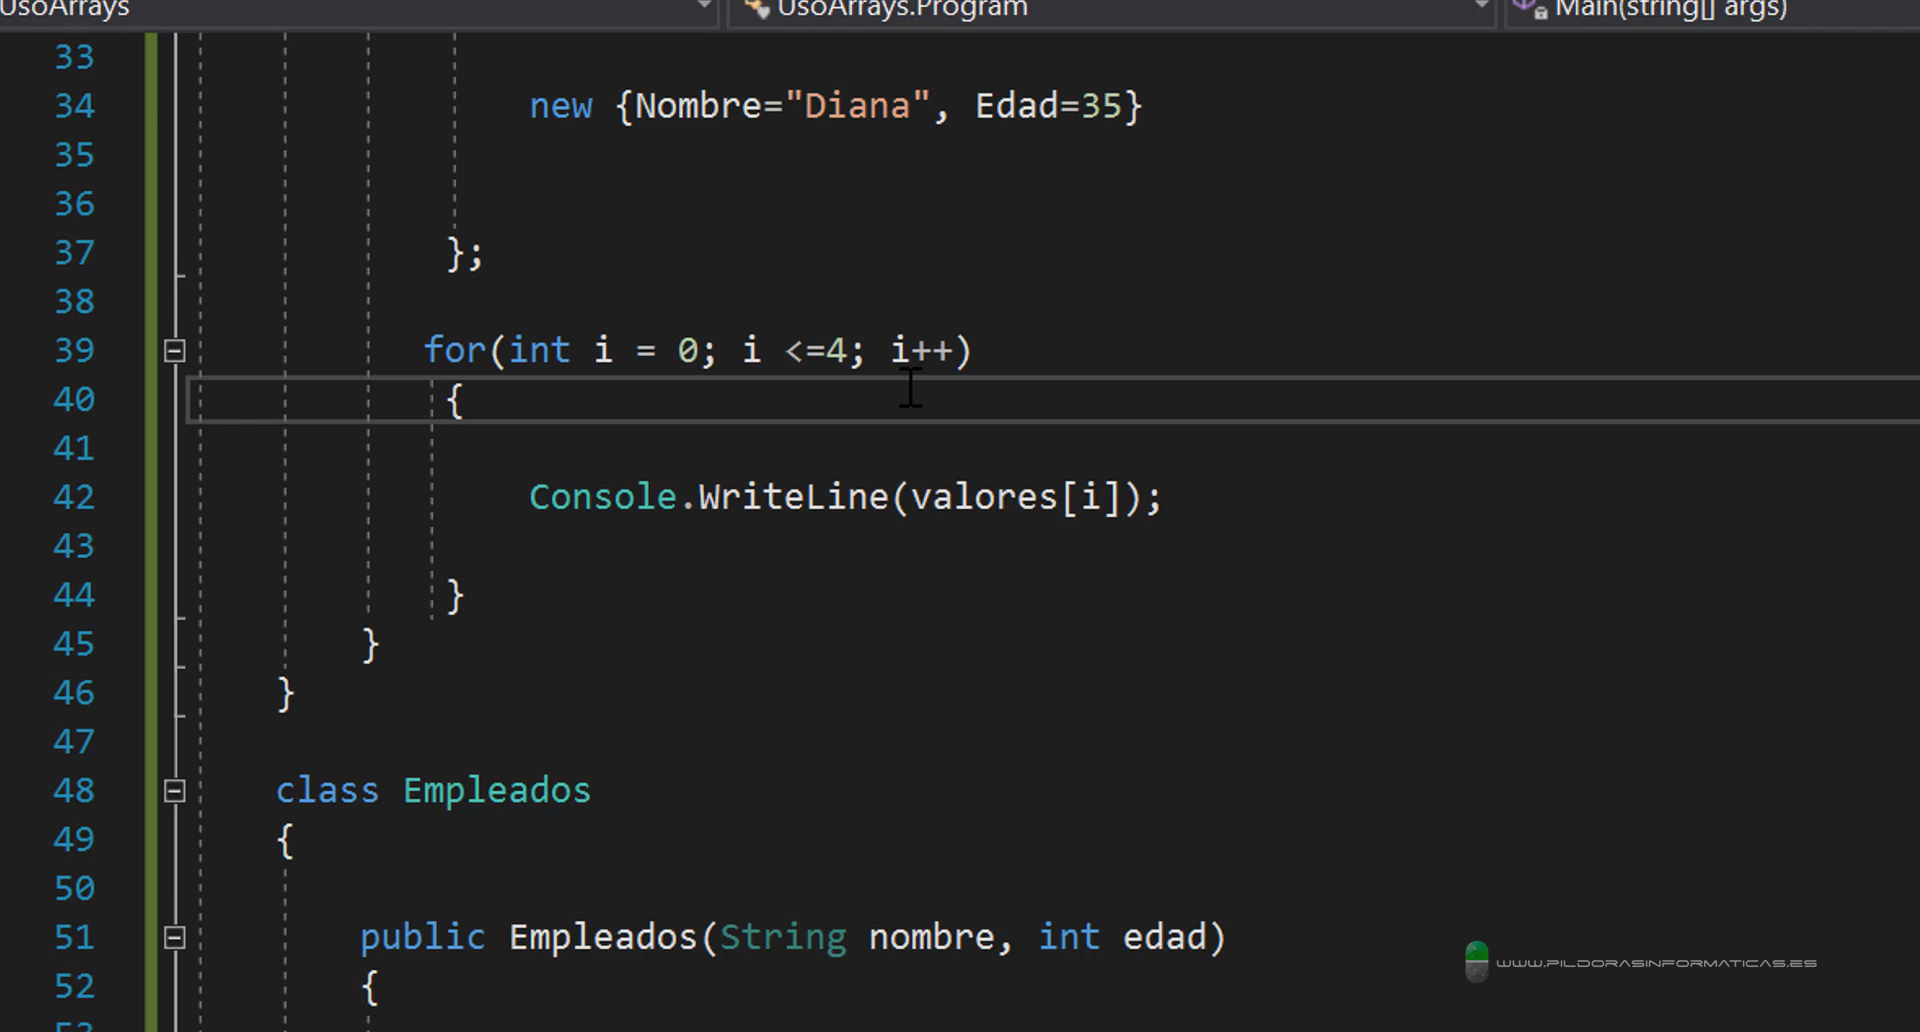 UsoArrays UsoArrays.Program Main(string[] args)
33
34 new {Nombre="Diana", Edad=35}
35
36
37 };
38
39 for(int i = 0; i <=4; i++)
40 {
41
42 Console.WriteLine(valores[i]);
43
44 }
45 }
46 }
47
48 class Empleados
49 {
50
51 public Empleados(String nombre, int edad)
52 {
53
WWW.PILDORASINFORMATICAS.ES